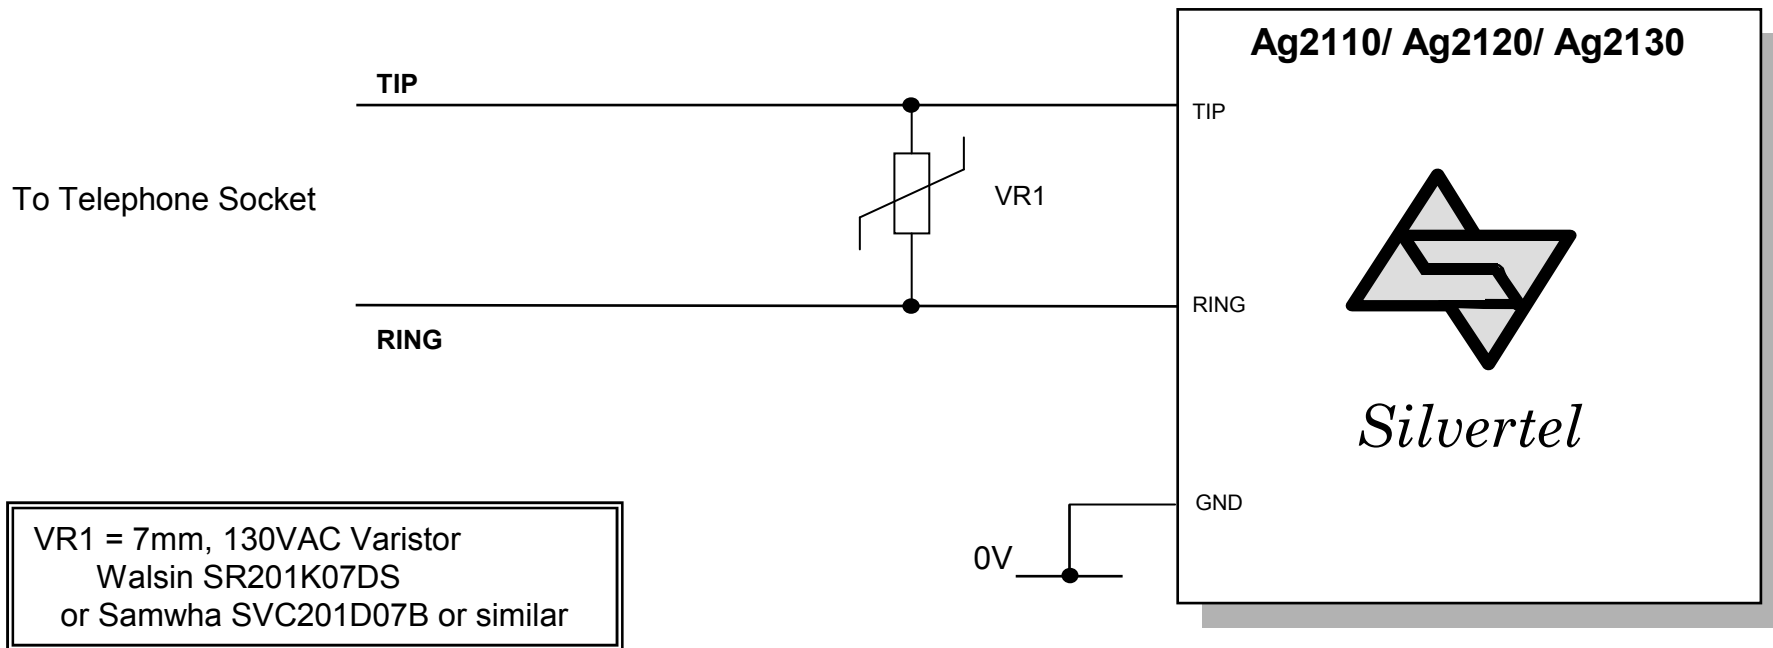 Ag2110/ Ag2120/ Ag2130
TIP
TIP
To Telephone Socket
VR1
RING
RING
Silvertel
GND
0V
VR1 = 7mm, 130VAC Varistor
Walsin SR201K07DS
or Samwha SVC201D07B or similar